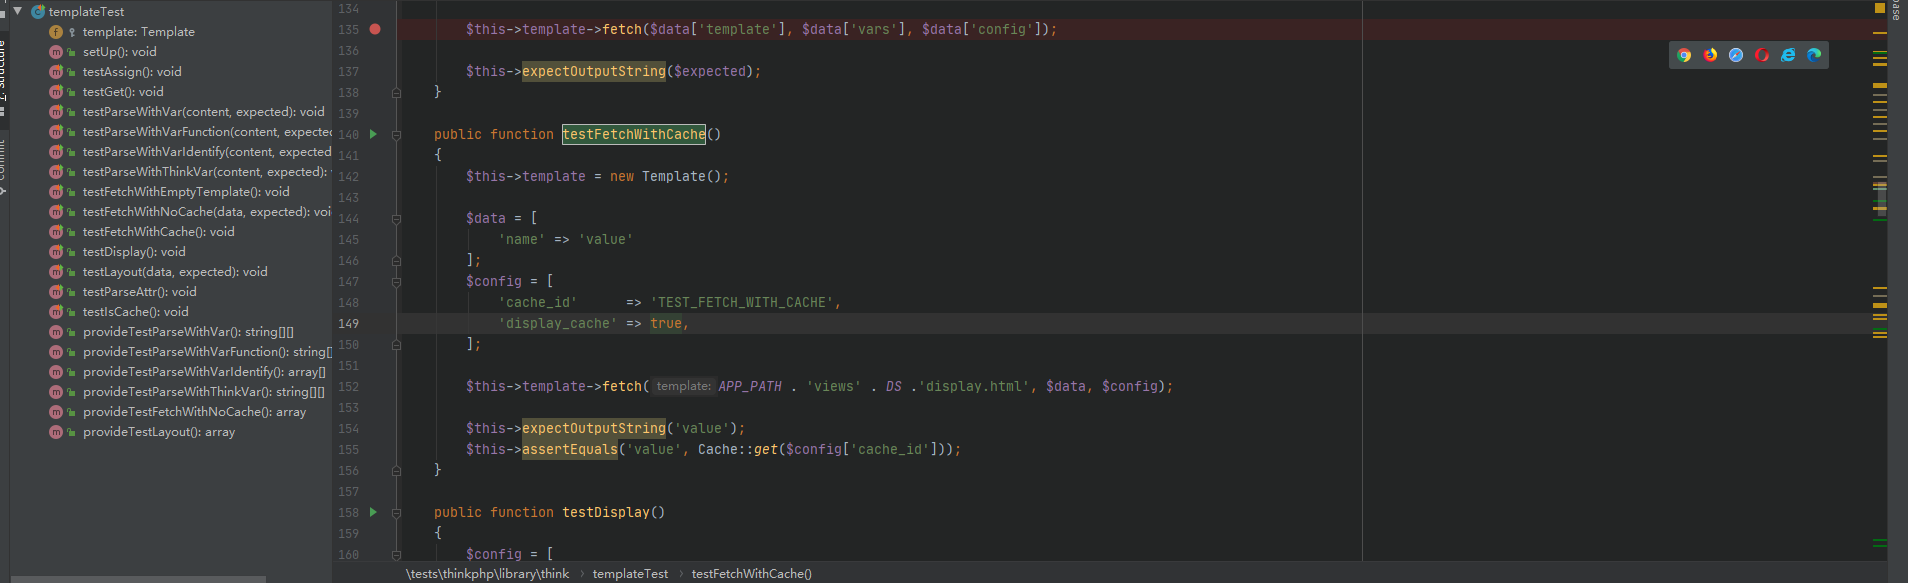 templateTest
template: Template
setUp(): void
testAssign(): void
testGet(): void
testParseWithVar(content, expected): void
testParseWithVarFunction(content, expected
testParseWithVarIdentify(content, expected
testParseWithThinkVar(content, expected):
testFetchWithEmptyTemplate(): void
testFetchWithNoCache(data, expected): voi
testFetchWithCache(): void
testDisplay(): void
testLayout(data, expected): void
testParseAttr(): void
testIsCache(): void
provideTestParseWithVar(): string[][]
provideTestParseWithVarFunction(): string[]
provideTestParseWithVarIdentify(): array[]
provideTestParseWithThinkVar(): string[][]
provideTestFetchWithNoCache(): array
provideTestLayout(): array
134
135 $this->template->fetch($data['template'], $data['vars'], $data['config']);
136
137 $this->expectOutputString($expected);
138 }
139
140 public function testFetchWithCache()
141 {
142 $this->template = new Template();
143
144 $data = [
145 'name' => 'value'
146 ];
147 $config = [
148 'cache_id' => 'TEST_FETCH_WITH_CACHE',
149 'display_cache' => true,
150 ];
151
152 $this->template->fetch( template: APP_PATH . 'views' . DS .'display.html', $data, $config);
153
154 $this->expectOutputString('value');
155 $this->assertEquals('value', Cache::get($config['cache_id']));
156 }
157
158 public function testDisplay()
159 {
160 $config = [
\tests\thinkphp\library\think › templateTest › testFetchWithCache()